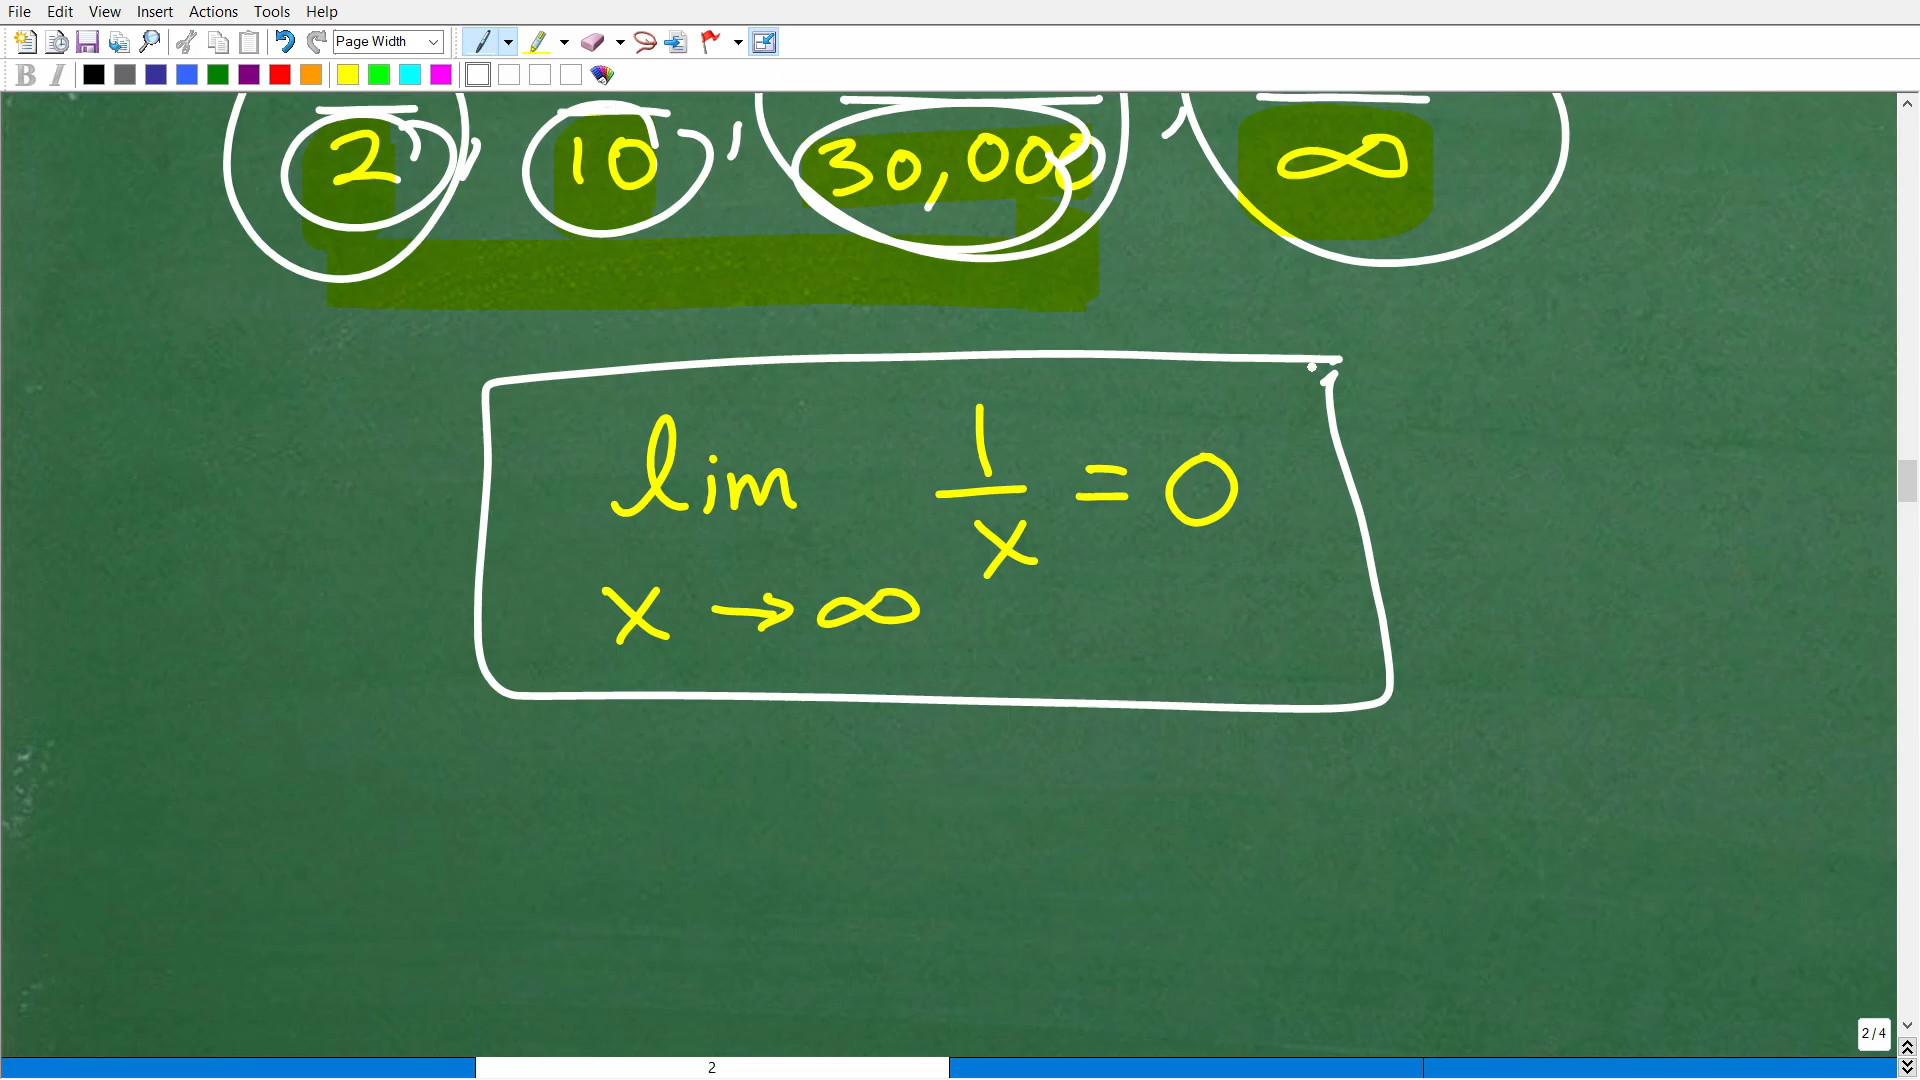 File Edit View Insert Actions Tools Help
Page Width
B I
2, 10, 30,000, ∞
lim 1/x = 0
x → ∞
2 / 4
2